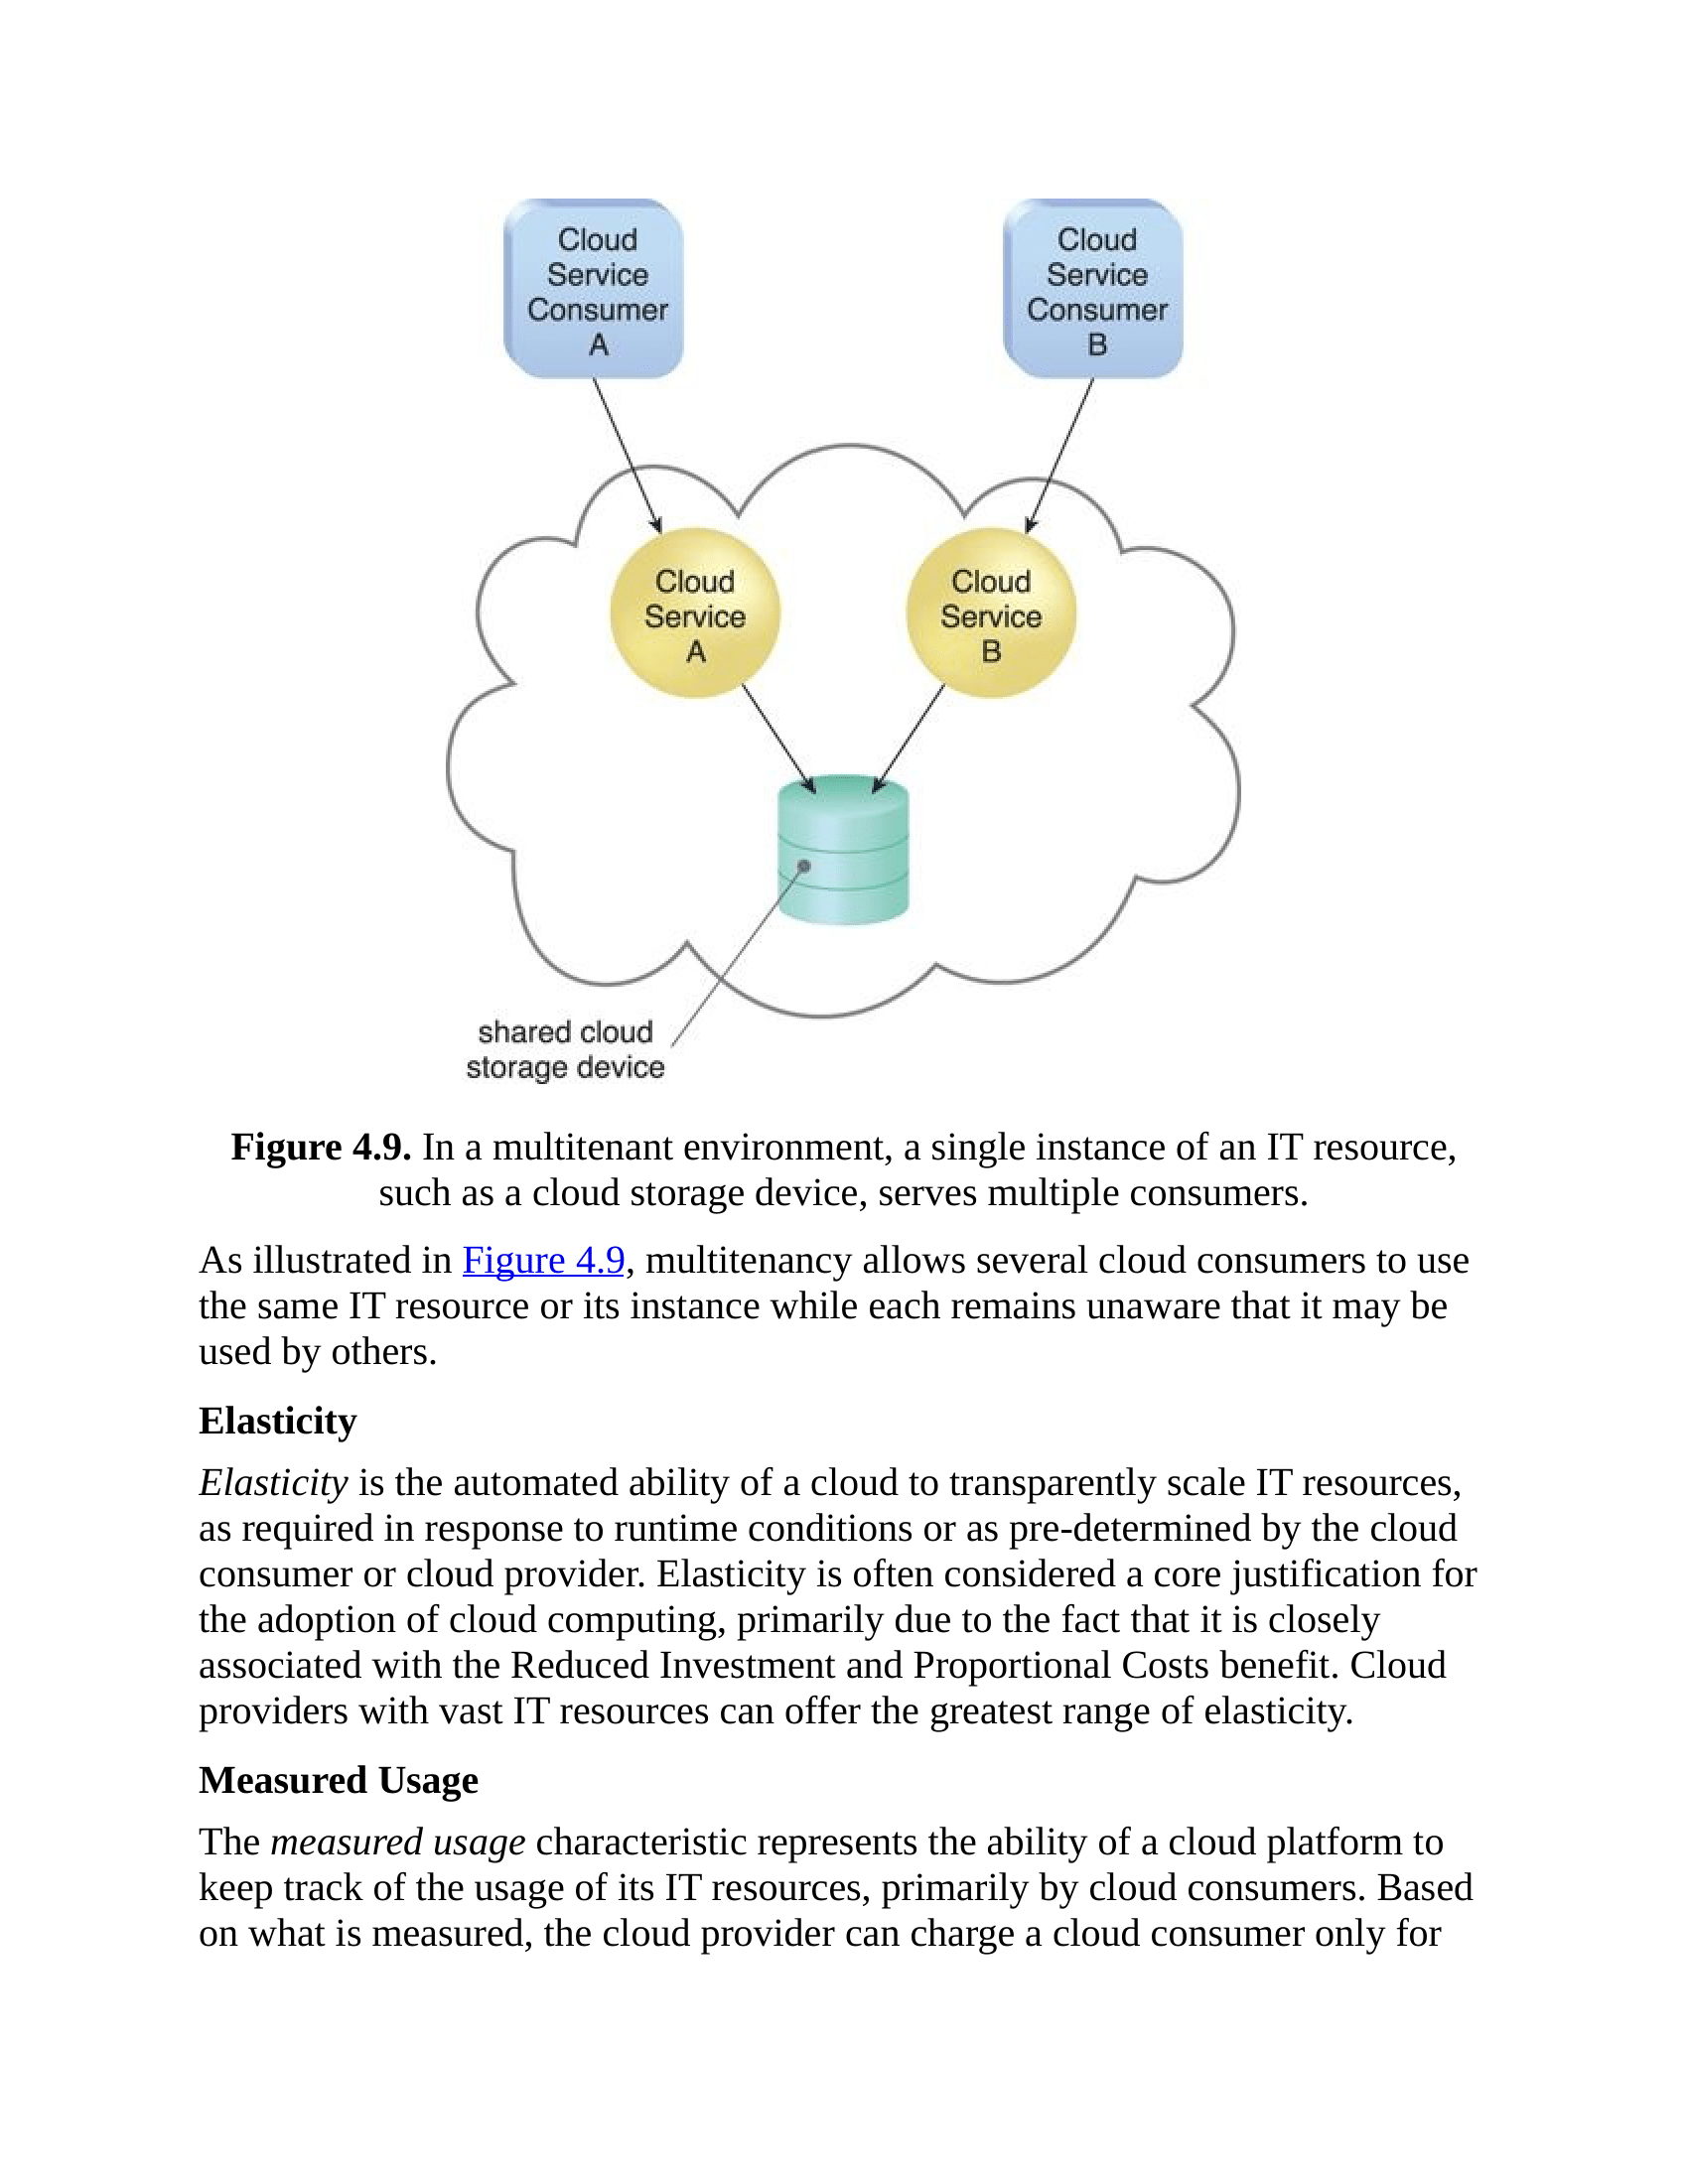 Cloud
Service
Consumer
A
Cloud
Service
Consumer
B
Cloud
Service
A
Cloud
Service
B
shared cloud
storage device
Figure 4.9. In a multitenant environment, a single instance of an IT resource,
such as a cloud storage device, serves multiple consumers.
As illustrated in Figure 4.9, multitenancy allows several cloud consumers to use
the same IT resource or its instance while each remains unaware that it may be
used by others.
Elasticity
Elasticity is the automated ability of a cloud to transparently scale IT resources,
as required in response to runtime conditions or as pre-determined by the cloud
consumer or cloud provider. Elasticity is often considered a core justification for
the adoption of cloud computing, primarily due to the fact that it is closely
associated with the Reduced Investment and Proportional Costs benefit. Cloud
providers with vast IT resources can offer the greatest range of elasticity.
Measured Usage
The measured usage characteristic represents the ability of a cloud platform to
keep track of the usage of its IT resources, primarily by cloud consumers. Based
on what is measured, the cloud provider can charge a cloud consumer only for